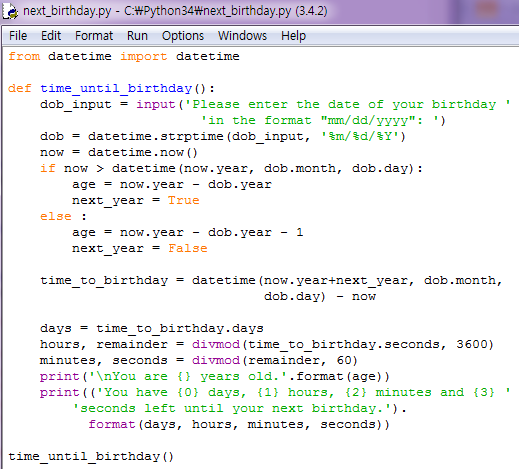 next_birthday.py - C:₩Python34₩next_birthday.py (3.4.2)
File Edit Format Run Options Windows Help
from datetime import datetime
def time_until_birthday():
    dob_input = input('Please enter the date of your birthday '
                      'in the format "mm/dd/yyyy": ')
    dob = datetime.strptime(dob_input, '%m/%d/%Y')
    now = datetime.now()
    if now > datetime(now.year, dob.month, dob.day):
        age = now.year - dob.year
        next_year = True
    else :
        age = now.year - dob.year - 1
        next_year = False
    time_to_birthday = datetime(now.year+next_year, dob.month,
                                dob.day) - now
    days = time_to_birthday.days
    hours, remainder = divmod(time_to_birthday.seconds, 3600)
    minutes, seconds = divmod(remainder, 60)
    print('\nYou are {} years old.'.format(age))
    print(('You have {0} days, {1} hours, {2} minutes and {3} '
        'seconds left until your next birthday.').
          format(days, hours, minutes, seconds))
time_until_birthday()